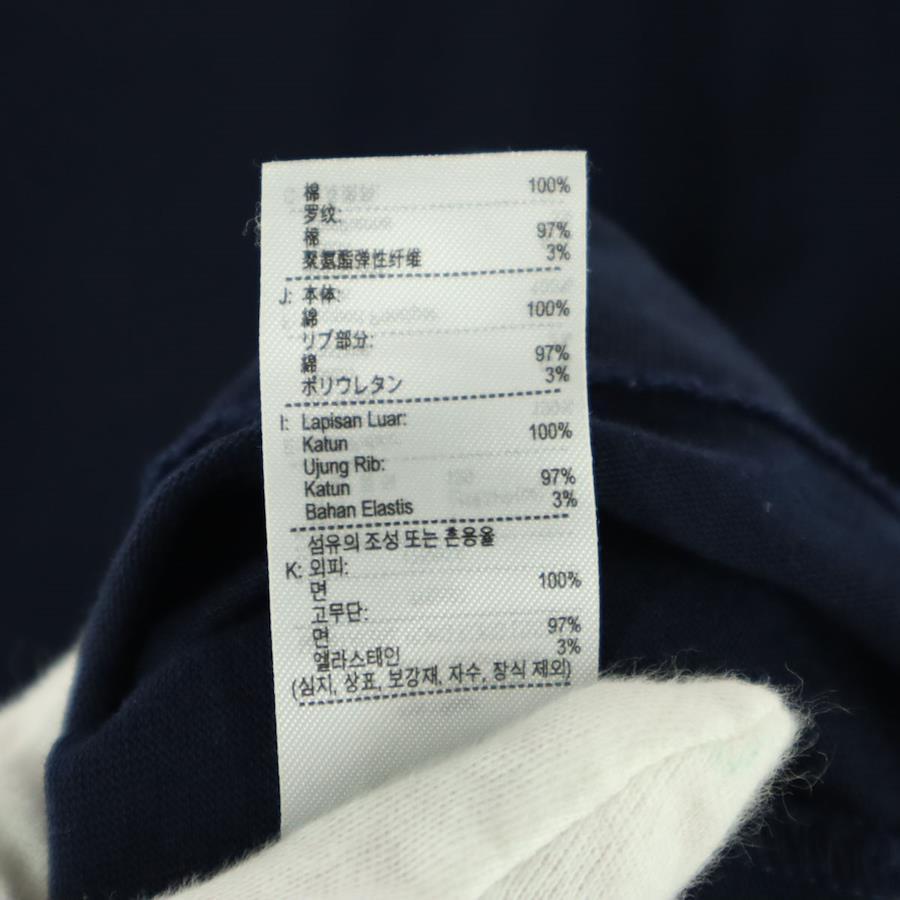 棉 100%
罗纹:
棉 97%
聚氨酯弹性纤维 3%
J: 本体:
綿 100%
リブ部分:
綿 97%
ポリウレタン 3%
I: Lapisan Luar:
Katun 100%
Ujung Rib:
Katun 97%
Bahan Elastis 3%
섬유의 조성 또는 혼용율
K: 외피:
면 100%
고무단:
면 97%
엘라스태인 3%
(심지, 상표, 보강재, 자수, 장식 제외)